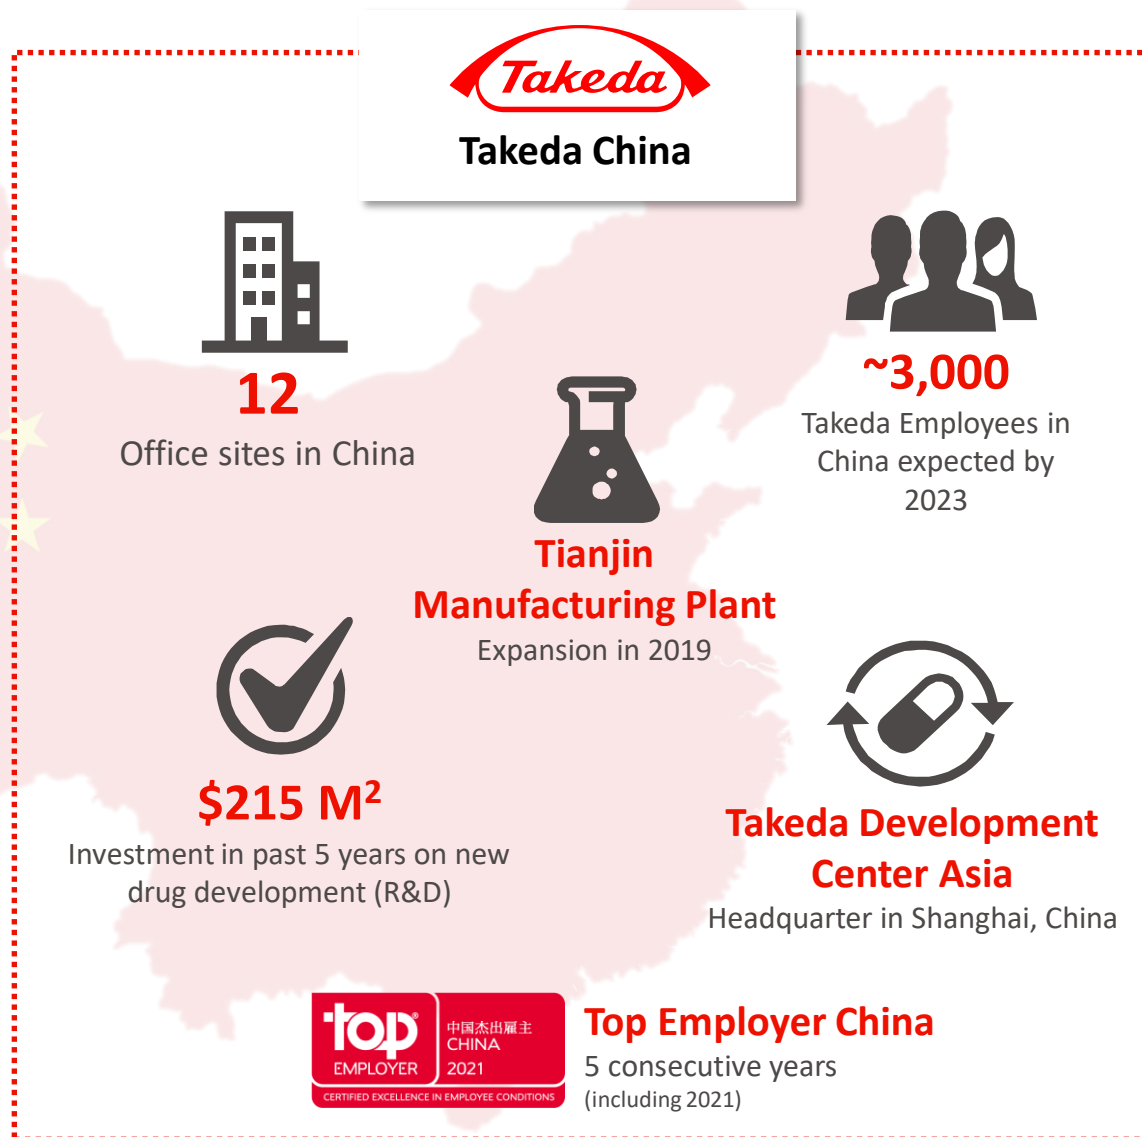 Takeda
Takeda China
12
Office sites in China
~3,000
Takeda Employees in
China expected by
2023
Tianjin
Manufacturing Plant
Expansion in 2019
$215 M²
Investment in past 5 years on new
drug development (R&D)
Takeda Development
Center Asia
Headquarter in Shanghai, China
top®
EMPLOYER
中国杰出雇主
CHINA
2021
CERTIFIED EXCELLENCE IN EMPLOYEE CONDITIONS
Top Employer China
5 consecutive years
(including 2021)